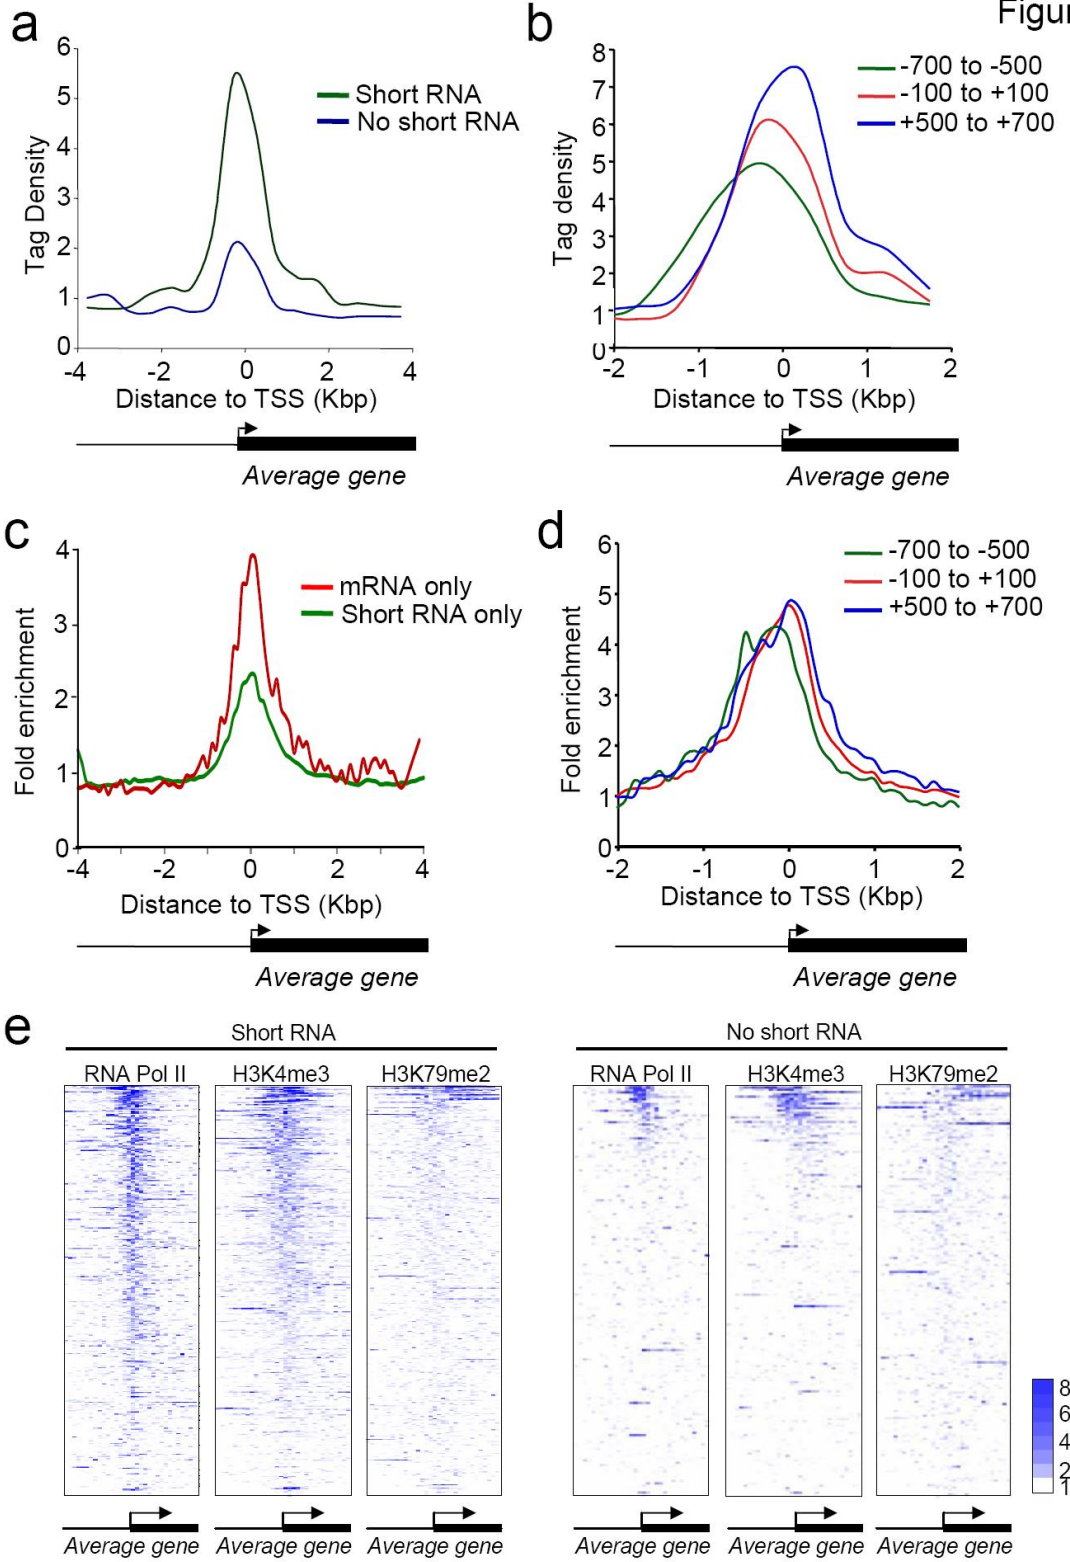 Figur
a
6
5
4
3
2
1
0
Tag Density
Short RNA
No short RNA
-4
-2
0
2
4
Distance to TSS (Kbp)
Average gene
b
8
7
6
5
4
3
2
1
0
Tag density
-700 to -500
-100 to +100
+500 to +700
-2
-1
0
1
2
Distance to TSS (Kbp)
Average gene
c
4
3
2
1
0
Fold enrichment
mRNA only
Short RNA only
-4
-2
0
2
4
Distance to TSS (Kbp)
Average gene
d
6
5
4
3
2
1
0
Fold enrichment
-700 to -500
-100 to +100
+500 to +700
-2
-1
0
1
2
Distance to TSS (Kbp)
Average gene
e
Short RNA
RNA Pol II H3K4me3 H3K79me2
Average gene Average gene Average gene
No short RNA
RNA Pol II H3K4me3 H3K79me2
Average gene Average gene Average gene
8
6
4
2
1